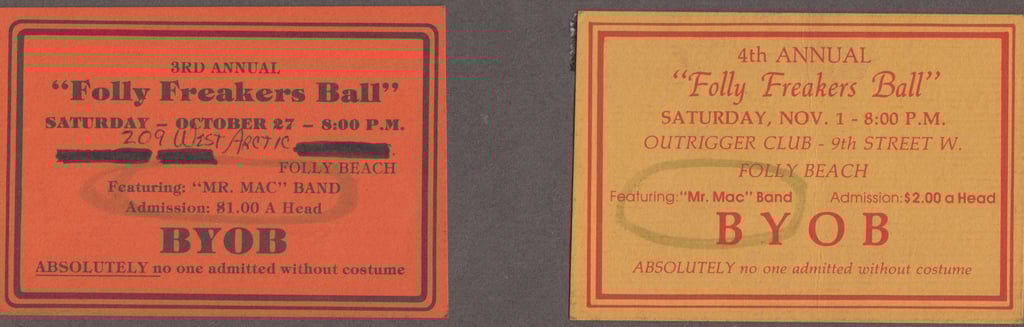 3RD ANNUAL
"Folly Freakers Ball"
SATURDAY – OCTOBER 27 – 8:00 P.M.
209 WEST ARCTIC
FOLLY BEACH
Featuring: "MR. MAC" BAND
Admission: $1.00 A Head
BYOB
ABSOLUTELY no one admitted without costume
4th ANNUAL
"Folly Freakers Ball"
SATURDAY, NOV. 1 - 8:00 P.M.
OUTRIGGER CLUB - 9th STREET W.
FOLLY BEACH
Featuring: "Mr. Mac" Band Admission: $2.00 a Head
BYOB
ABSOLUTELY no one admitted without costume